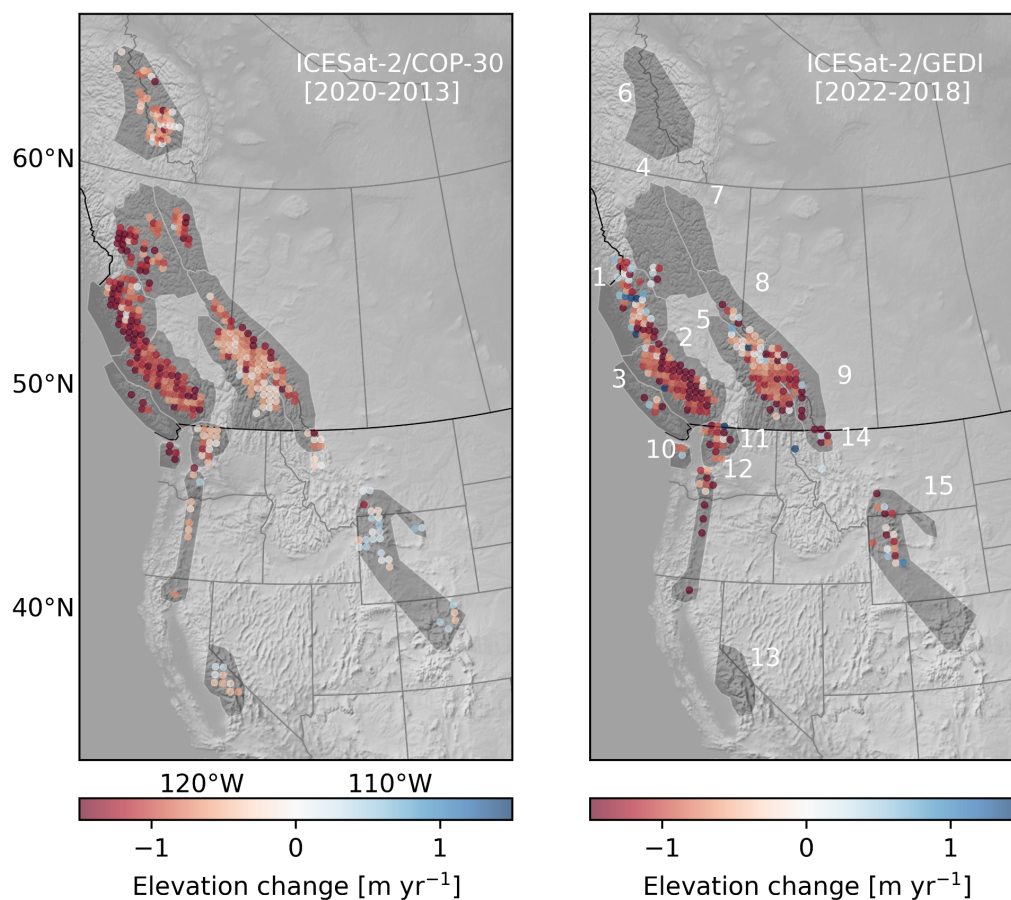 ICESat-2/COP-30
[2020-2013]
ICESat-2/GEDI
[2022-2018]
60°N
50°N
40°N
120°W
110°W
6
4
7
1
8
5
2
3
9
10
11
14
12
15
13
−1
0
1
Elevation change [m yr⁻¹]
−1
0
1
Elevation change [m yr⁻¹]